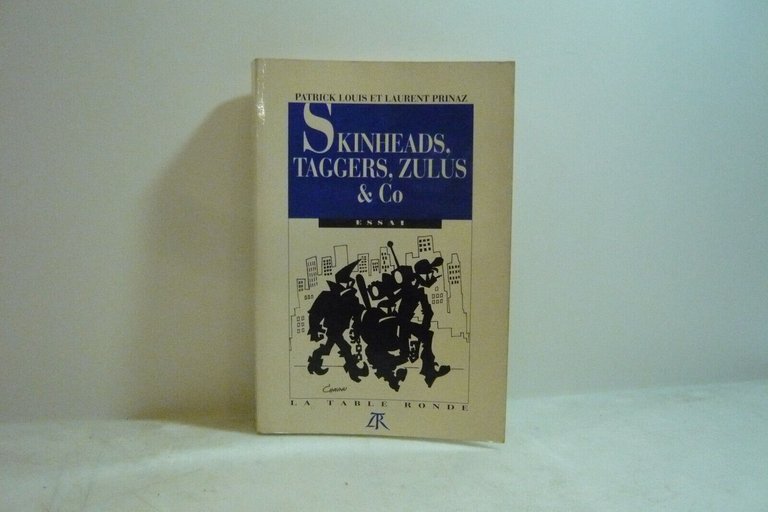 PATRICK LOUIS ET LAURENT PRINAZ
SKINHEADS,
TAGGERS, ZULUS
& Co
ESSAI
LA TABLE RONDE